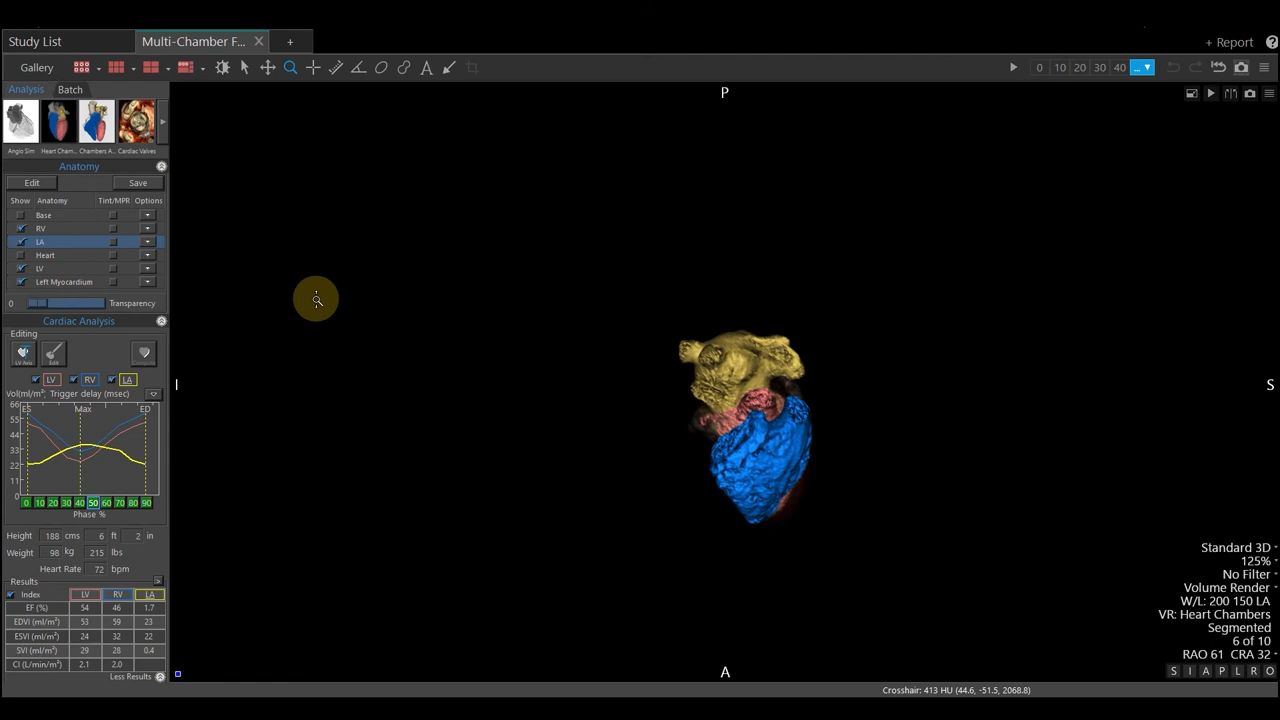 Study List
Multi-Chamber F...
+ Report
Gallery
0 10 20 30 40 ...
Analysis Batch
P
Angio Sim Heart Cham... Chambers A... Cardiac Valves
Anatomy
Edit Save
Show Anatomy Tint/MPR Options
Base
RV
LA
Heart
LV
Left Myocardium
0 Transparency
Cardiac Analysis
Editing
LV Axis Edit
LV RV LA
Vol(ml/m²): Trigger delay (msec)
66 ES Max ED
55
44
33
22
11
0
0 10 20 30 40 50 60 70 80 90
Phase %
Height 188 cms 6 ft 2 in
Weight 98 kg 215 lbs
Heart Rate 72 bpm
Results
Index LV RV LA
EF (%) 54 46 1.7
EDVI (ml/m²) 53 59 23
ESVI (ml/m²) 24 32 22
SVI (ml/m²) 29 28 0.4
CI (L/min/m²) 2.1 2.0
Less Results
I
S
A
Standard 3D
125%
No Filter
Volume Render
W/L: 200 150 LA
VR: Heart Chambers
Segmented
6 of 10
RAO 61 CRA 32
S I A P L R O
Crosshair: 413 HU (44.6, -51.5, 2068.8)